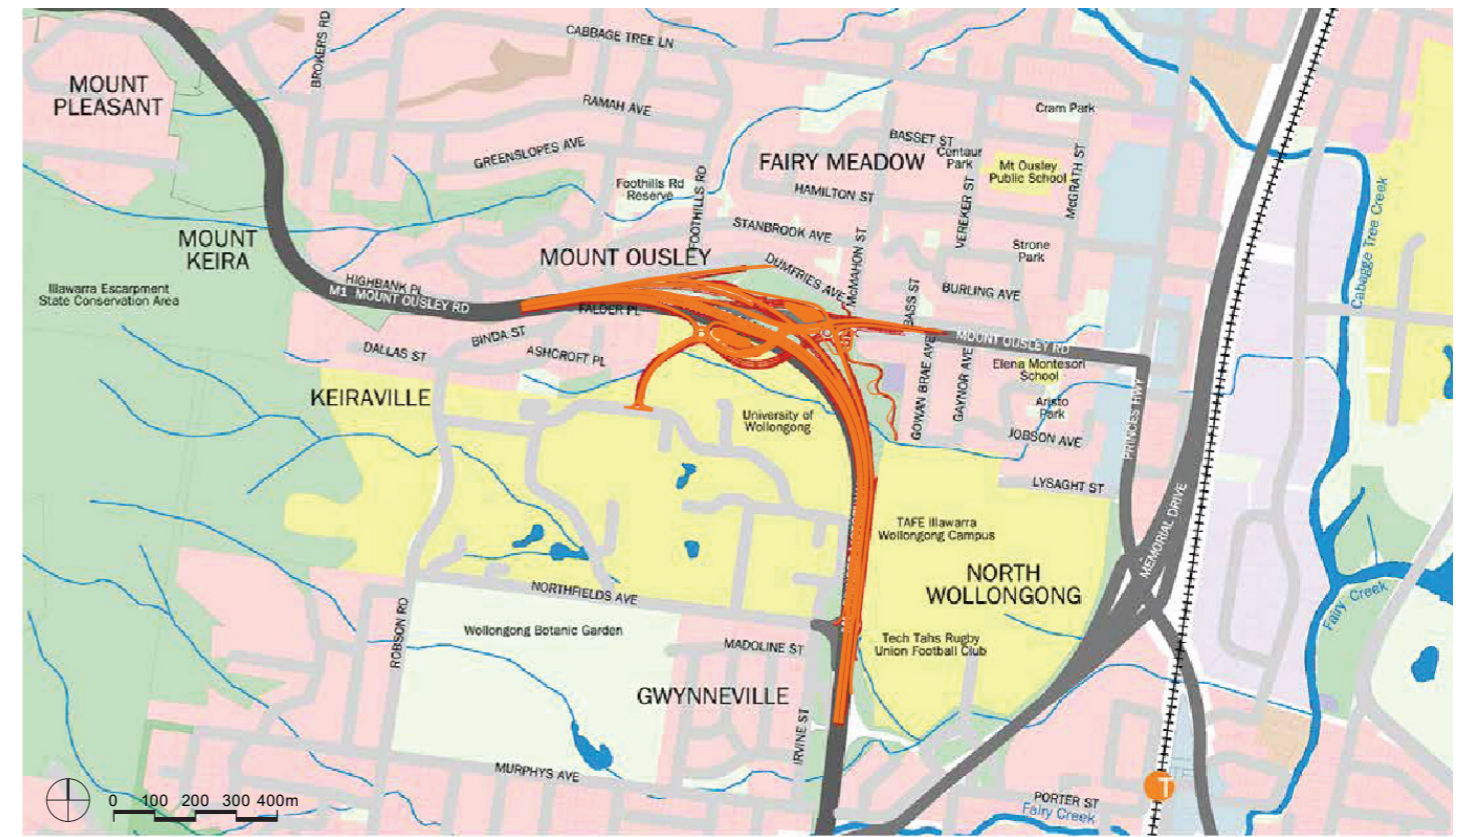 CABBAGE TREE LN
BROKERS RD
MOUNT
PLEASANT
RAMAH AVE
Cram Park
BASSET ST
GREENSLOPES AVE
FAIRY MEADOW
Centaur
Park
Mt Ousley
Public School
McGRATH ST
Foothills Rd
Reserve
FOOTHILLS RD
HAMILTON ST
VEREKER ST
Cabbage Tree Creek
STANBROOK AVE
MOUNT
KEIRA
MOUNT OUSLEY
McMAHON ST
Strone
Park
DUMFRIES AVE
Illawarra Escarpment
State Conservation Area
HIGHBANK PL
M1 MOUNT OUSLEY RD
FALDER PL
BASS ST
BURLING AVE
BINDA ST
MOUNT OUSLEY RD
DALLAS ST
ASHCROFT PL
Elena Montesori
School
KEIRAVILLE
GOWAN BRAE AVE
GAYNOR AVE
Aristo
Park
PRINCES HWY
University of
Wollongong
JOBSON AVE
LYSAGHT ST
TAFE Illawarra
Wollongong Campus
MEMORIAL DRIVE
NORTH
WOLLONGONG
NORTHFIELDS AVE
Fairy Creek
ROBSON RD
Wollongong Botanic Garden
MADOLINE ST
Tech Tahs Rugby
Union Football Club
GWYNNEVILLE
IRVINE ST
MURPHYS AVE
0 100 200 300 400m
T
PORTER ST
Fairy Creek